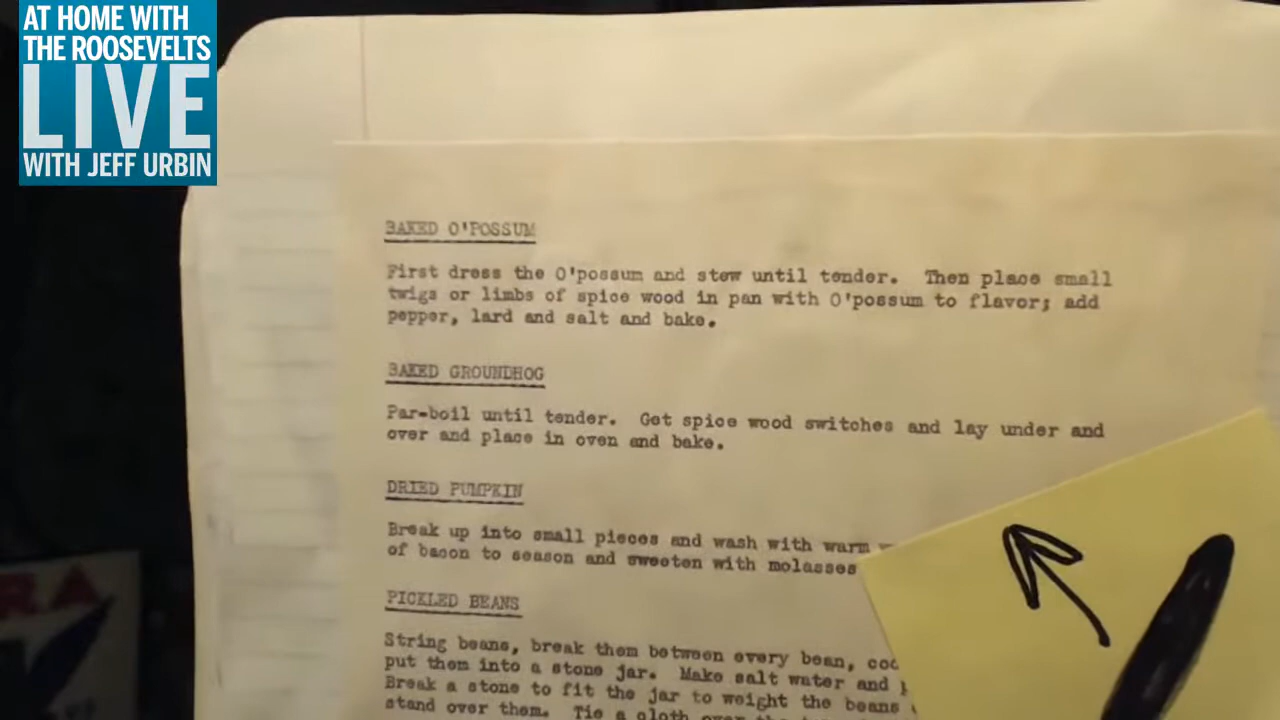 AT HOME WITH
THE ROOSEVELTS
LIVE
WITH JEFF URBIN
BAKED O'POSSUM
First dress the O'possum and stew until tender. Then place small
twigs or limbs of spice wood in pan with O'possum to flavor; add
pepper, lard and salt and bake.
BAKED GROUNDHOG
Par-boil until tender. Get spice wood switches and lay under and
over and place in oven and bake.
DRIED PUMPKIN
Break up into small pieces and wash with warm
of bacon to season and sweeten with molasses
PICKLED BEANS
String beans, break them between every bean,
put them into a stone jar. Make salt water and
Break a stone to fit the jar to weight the beans
stand over them. Tie a cloth over the
RA